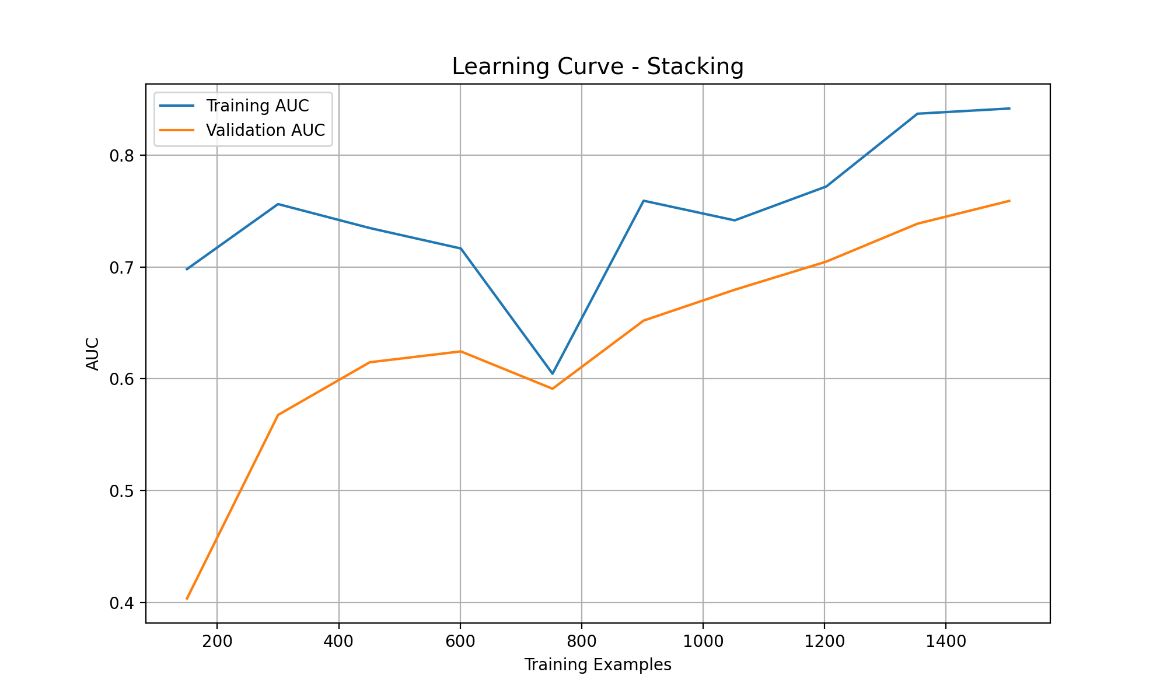 Learning Curve - Stacking
Training AUC
Validation AUC
AUC
0.8
0.7
0.6
0.5
0.4
200 400 600 800 1000 1200 1400
Training Examples